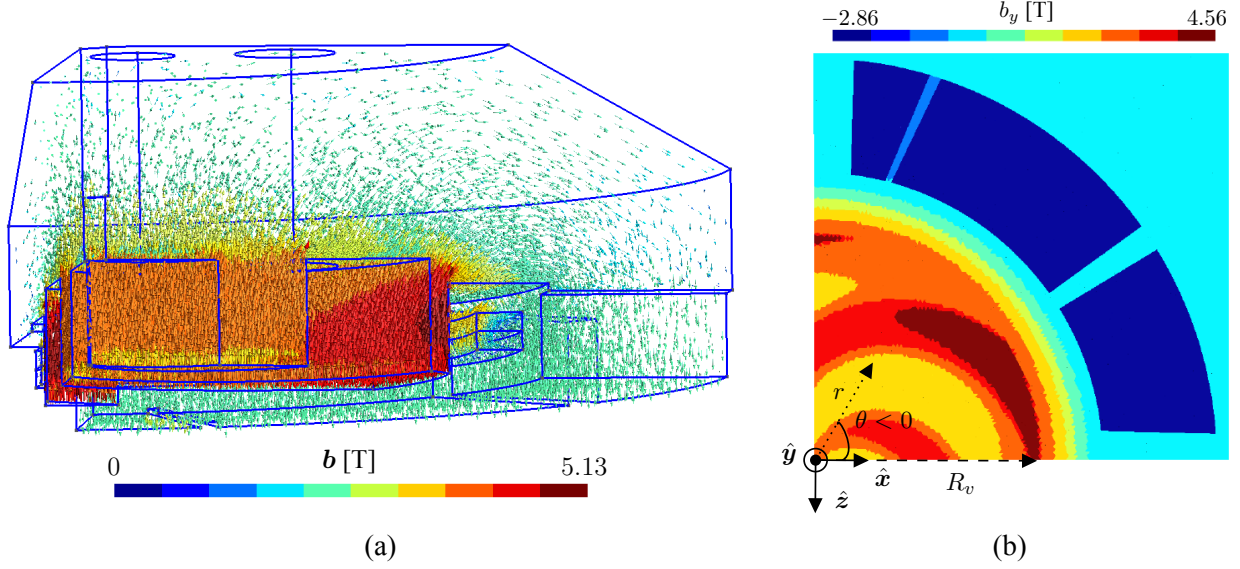 b_y [T]
−2.86 4.56
r
θ < 0
ŷ
x̂ R_v
ẑ
b [T]
0 5.13
(a) (b)